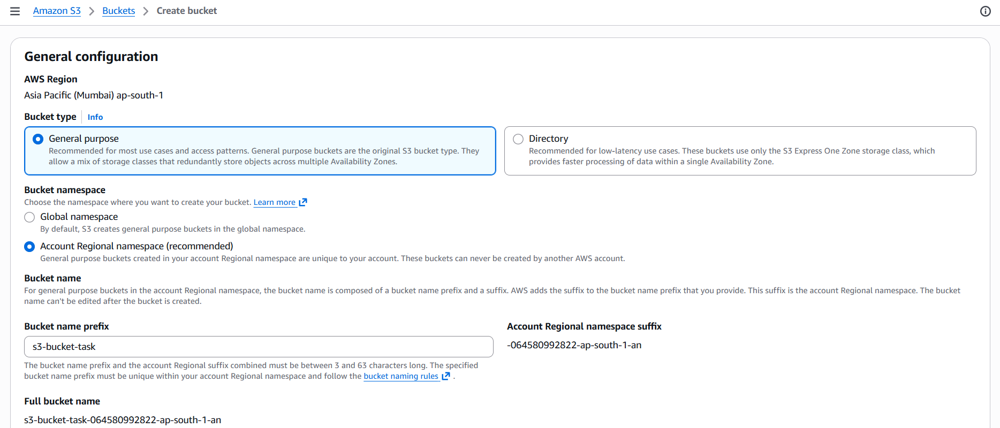 Amazon S3 > Buckets > Create bucket
General configuration
AWS Region
Asia Pacific (Mumbai) ap-south-1
Bucket type Info
General purpose
Recommended for most use cases and access patterns. General purpose buckets are the original S3 bucket type. They
allow a mix of storage classes that redundantly store objects across multiple Availability Zones.
Directory
Recommended for low-latency use cases. These buckets use only the S3 Express One Zone storage class, which
provides faster processing of data within a single Availability Zone.
Bucket namespace
Choose the namespace where you want to create your bucket. Learn more
Global namespace
By default, S3 creates general purpose buckets in the global namespace.
Account Regional namespace (recommended)
General purpose buckets created in your account Regional namespace are unique to your account. These buckets can never be created by another AWS account.
Bucket name
For general purpose buckets in the account Regional namespace, the bucket name is composed of a bucket name prefix and a suffix. AWS adds the suffix to the bucket name prefix that you provide. This suffix is the account Regional namespace. The bucket
name can't be edited after the bucket is created.
Bucket name prefix
s3-bucket-task
The bucket name prefix and the account Regional suffix combined must be between 3 and 63 characters long. The specified
bucket name prefix must be unique within your account Regional namespace and follow the bucket naming rules .
Account Regional namespace suffix
-064580992822-ap-south-1-an
Full bucket name
s3-bucket-task-064580992822-ap-south-1-an